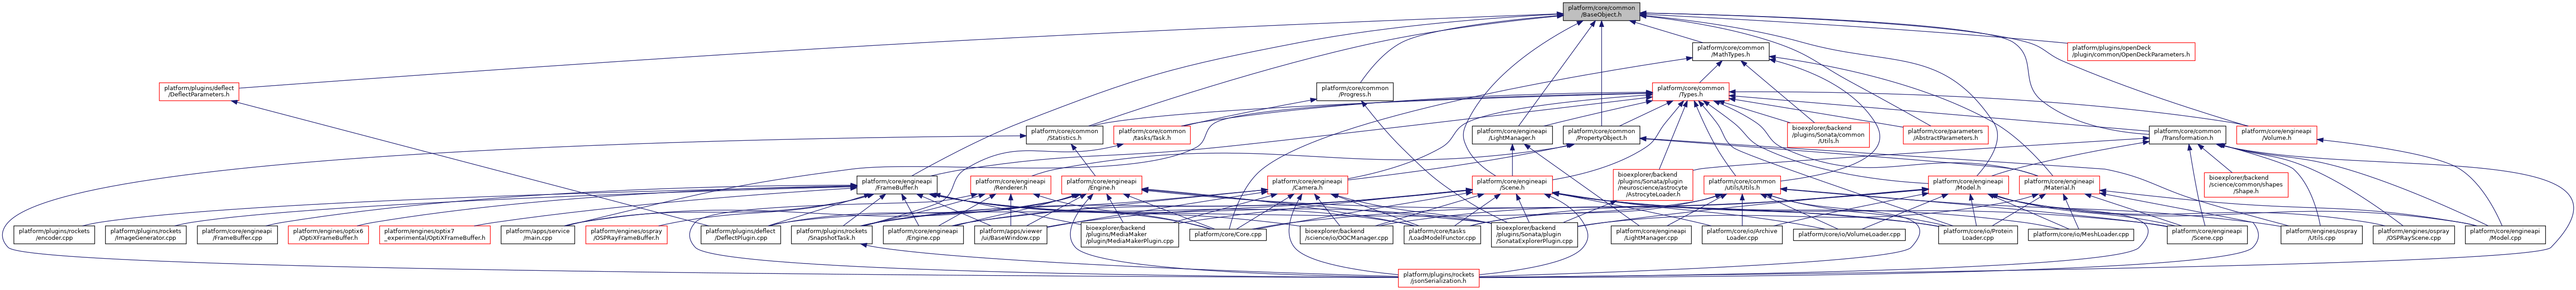 platform/core/common
/BaseObject.h
platform/core/common
/MathTypes.h
platform/plugins/openDeck
/plugin/common/OpenDeckParameters.h
platform/plugins/deflect
/DeflectParameters.h
platform/core/common
/Progress.h
platform/core/common
/Types.h
platform/core/common
/Statistics.h
platform/core/common
/tasks/Task.h
platform/core/engineapi
/LightManager.h
platform/core/common
/PropertyObject.h
bioexplorer/backend
/plugins/Sonata/common
/Utils.h
platform/core/parameters
/AbstractParameters.h
platform/core/common
/Transformation.h
platform/core/engineapi
/Volume.h
platform/core/engineapi
/FrameBuffer.h
platform/core/engineapi
/Renderer.h
platform/core/engineapi
/Engine.h
platform/core/engineapi
/Camera.h
platform/core/engineapi
/Scene.h
bioexplorer/backend
/plugins/Sonata/plugin
/neuroscience/astrocyte
/AstrocyteLoader.h
platform/core/common
/utils/Utils.h
platform/core/engineapi
/Model.h
platform/core/engineapi
/Material.h
bioexplorer/backend
/science/common/shapes
/Shape.h
platform/plugins/rockets
/encoder.cpp
platform/plugins/rockets
/ImageGenerator.cpp
platform/core/engineapi
/FrameBuffer.cpp
platform/engines/optix6
/OptiXFrameBuffer.h
platform/engines/optix7
_experimental/OptiXFrameBuffer.h
platform/apps/service
/main.cpp
platform/engines/ospray
/OSPRayFrameBuffer.h
platform/plugins/deflect
/DeflectPlugin.cpp
platform/plugins/rockets
/SnapshotTask.h
platform/core/engineapi
/Engine.cpp
platform/apps/viewer
/ui/BaseWindow.cpp
bioexplorer/backend
/plugins/MediaMaker
/plugin/MediaMakerPlugin.cpp
platform/core/Core.cpp
bioexplorer/backend
/science/io/OOCManager.cpp
platform/core/tasks
/LoadModelFunctor.cpp
bioexplorer/backend
/plugins/Sonata/plugin
/SonataExplorerPlugin.cpp
platform/core/engineapi
/LightManager.cpp
platform/core/io/Archive
Loader.cpp
platform/core/io/VolumeLoader.cpp
platform/core/io/Protein
Loader.cpp
platform/core/io/MeshLoader.cpp
platform/core/engineapi
/Scene.cpp
platform/engines/ospray
/Utils.cpp
platform/engines/ospray
/OSPRayScene.cpp
platform/core/engineapi
/Model.cpp
platform/plugins/rockets
/jsonSerialization.h